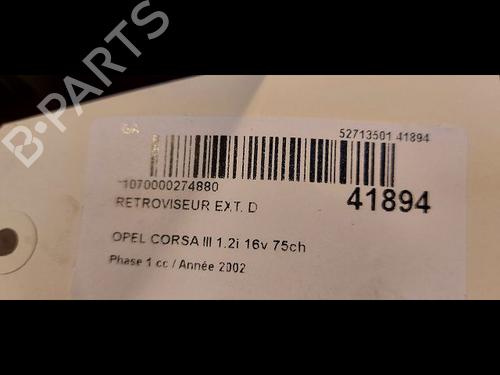 B-PARTS
GA
52713501 41894
1070000274880
41894
RETROVISEUR EXT. D
OPEL CORSA III 1.2i 16v 75ch
Phase 1 cc / Année 2002